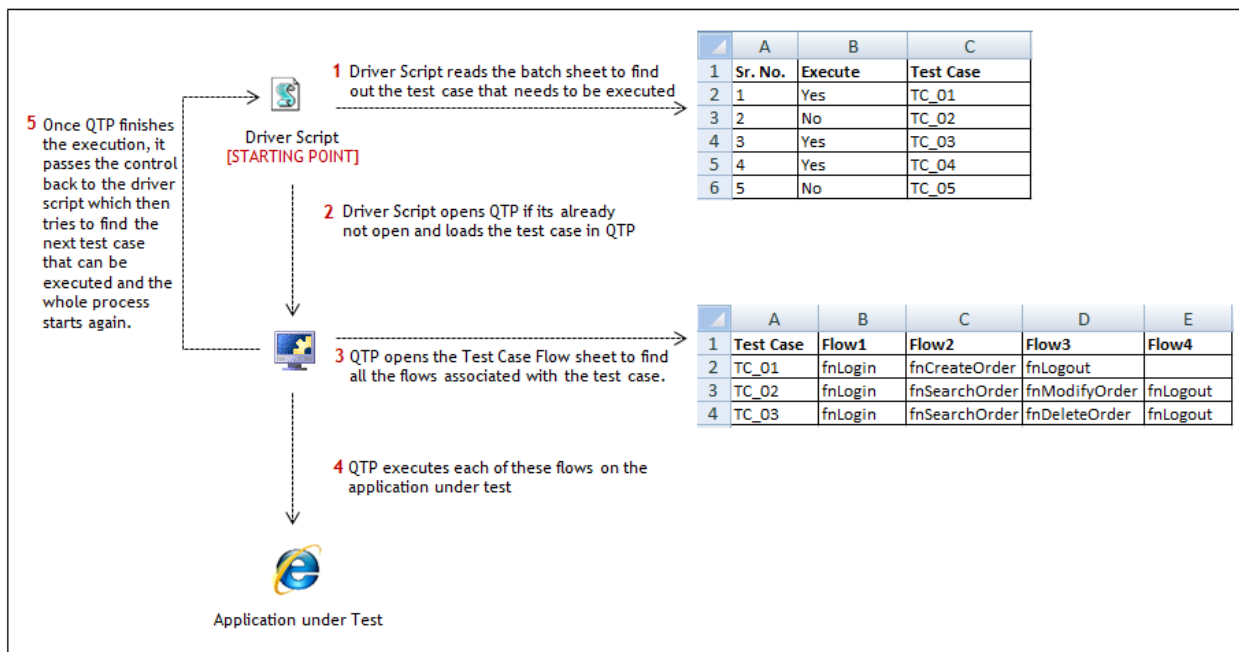 1 Driver Script reads the batch sheet to find
out the test case that needs to be executed
Driver Script
[STARTING POINT]
A B C
1 Sr. No. Execute Test Case
2 1 Yes TC_01
3 2 No TC_02
4 3 Yes TC_03
5 4 Yes TC_04
6 5 No TC_05
5 Once QTP finishes
the execution, it
passes the control
back to the driver
script which then
tries to find the
next test case
that can be
executed and the
whole process
starts again.
2 Driver Script opens QTP if its already
not open and loads the test case in QTP
3 QTP opens the Test Case Flow sheet to find
all the flows associated with the test case.
A B C D E
1 Test Case Flow1 Flow2 Flow3 Flow4
2 TC_01 fnLogin fnCreateOrder fnLogout
3 TC_02 fnLogin fnSearchOrder fnModifyOrder fnLogout
4 TC_03 fnLogin fnSearchOrder fnDeleteOrder fnLogout
4 QTP executes each of these flows on the
application under test
Application under Test